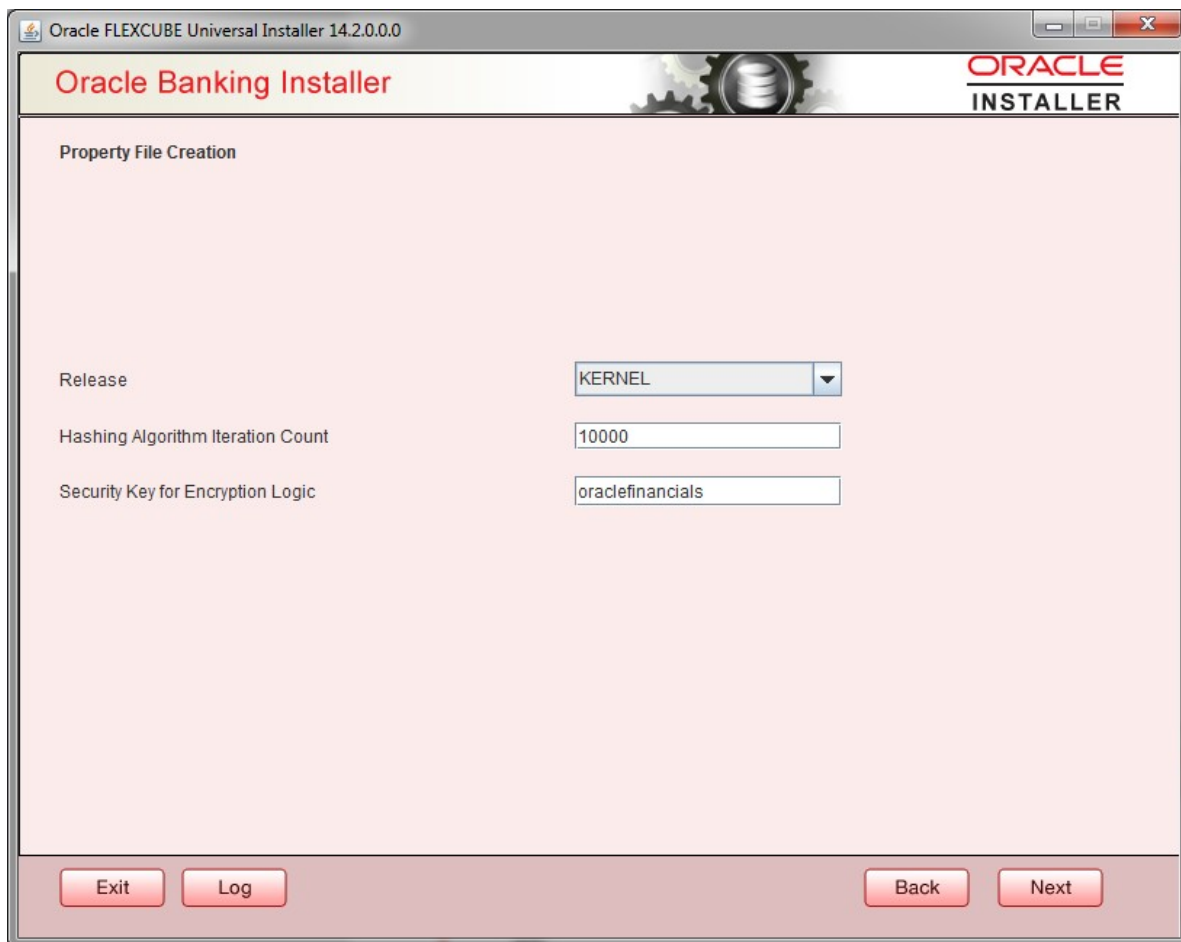 Oracle FLEXCUBE Universal Installer 14.2.0.0.0
Oracle Banking Installer
ORACLE
INSTALLER
Property File Creation
Release KERNEL
Hashing Algorithm Iteration Count 10000
Security Key for Encryption Logic oraclefinancials
Exit Log Back Next